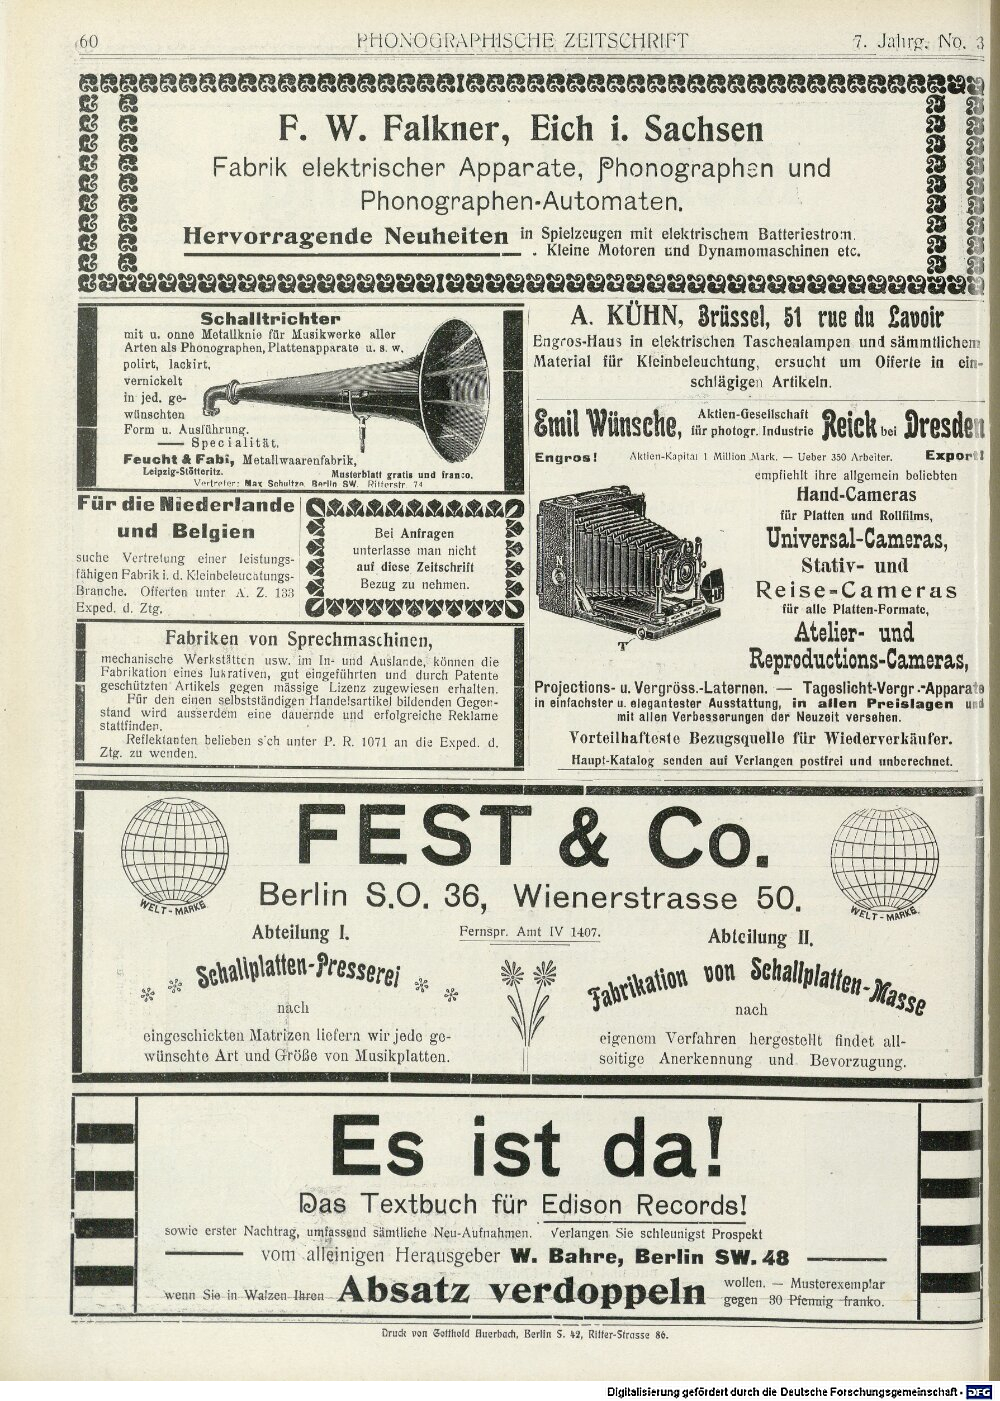 60
PHONOGRAPHISCHE ZEITSCHRIFT
7. Jahrg. No. 3
F. W. Falkner, Eich i. Sachsen
Fabrik elektrischer Apparate, Phonographen und
Phonographen-Automaten.
Hervorragende Neuheiten in Spielzeugen mit elektrischem Batteriestrom.
Kleine Motoren und Dynamomaschinen etc.
Schalltrichter
mit u. onne Metallknie für Musikwerke aller
Arten als Phonographen, Plattenapparate u. s. w.
polirt, lackirt,
vernickelt
in jed. ge-
wünschten
Form u. Ausführung.
Specialität.
Feucht & Fabi, Metallwaarenfabrik,
Leipzig-Stötteritz.
Musterblatt gratis und franco.
Vertreter: Max Schultze, Berlin SW. Ritterstr. 74
Für die Niederlande
und Belgien
suche Vertretung einer leistungs-
fähigen Fabrik i. d. Kleinbeleucatungs-
Branche. Offerten unter A. Z. 133
Exped. d. Ztg.
Bei Anfragen
unterlasse man nicht
auf diese Zeitschrift
Bezug zu nehmen.
Fabriken von Sprechmaschinen,
mechanische Werkstätten usw. im In- und Auslande, können die
Fabrikation eines lukrativen, gut eingeführten und durch Patente
geschützten Artikels gegen mässige Lizenz zugewiesen erhalten.
Für den einen selbstständigen Handelsartikel bildenden Gegen-
stand wird ausserdem eine dauernde und erfolgreiche Reklame
stattfinden.
Reflektanten belieben sich unter P. R. 1071 an die Exped. d.
Ztg. zu wenden.
A. KÜHN, Brüssel, 51 rue du Lavoir
Engros-Haus in elektrischen Taschenlampen und sämmtlichem
Material für Kleinbeleuchtung, ersucht um Offerte in ein-
schlägigen Artikeln.
Emil Wünsche, Aktien-Gesellschaft für photogr. Industrie Reick bei Dresden
Engros! Aktien-Kapital 1 Million Mark. — Ueber 350 Arbeiter. Export!
empfiehlt ihre allgemein beliebten
Hand-Cameras
für Platten und Rollfilms,
Universal-Cameras,
Stativ- und
Reise-Cameras
für alle Platten-Formate,
Atelier- und
Reproductions-Cameras,
Projections- u. Vergröss.-Laternen. — Tageslicht-Vergr.-Apparate
in einfachster u. elegantester Ausstattung, in allen Preislagen und
mit allen Verbesserungen der Neuzeit versehen.
Vorteilhafteste Bezugsquelle für Wiederverkäufer.
Haupt-Katalog senden auf Verlangen postfrei und unberechnet.
FEST & Co.
Berlin S.O. 36, Wienerstrasse 50.
WELT-MARKE.
WELT-MARKE.
Fernspr. Amt IV 1407.
Abteilung I.
Schallplatten-Presserei
nach
eingeschickten Matrizen liefern wir jede ge-
wünschte Art und Größe von Musikplatten.
Abteilung II.
Fabrikation von Schallplatten-Masse
nach
eigenem Verfahren hergestellt findet all-
seitige Anerkennung und Bevorzugung.
Es ist da!
Das Textbuch für Edison Records!
sowie erster Nachtrag, umfassend sämtliche Neu-Aufnahmen. Verlangen Sie schleunigst Prospekt
vom alleinigen Herausgeber W. Bahre, Berlin SW. 48
wenn Sie in Walzen Ihren Absatz verdoppeln wollen. — Musterexemplar
gegen 30 Pfennig franko.
Druck von Gotthold Auerbach, Berlin S. 42, Ritter-Strasse 86.
Digitalisierung gefördert durch die Deutsche Forschungsgemeinschaft - DFG